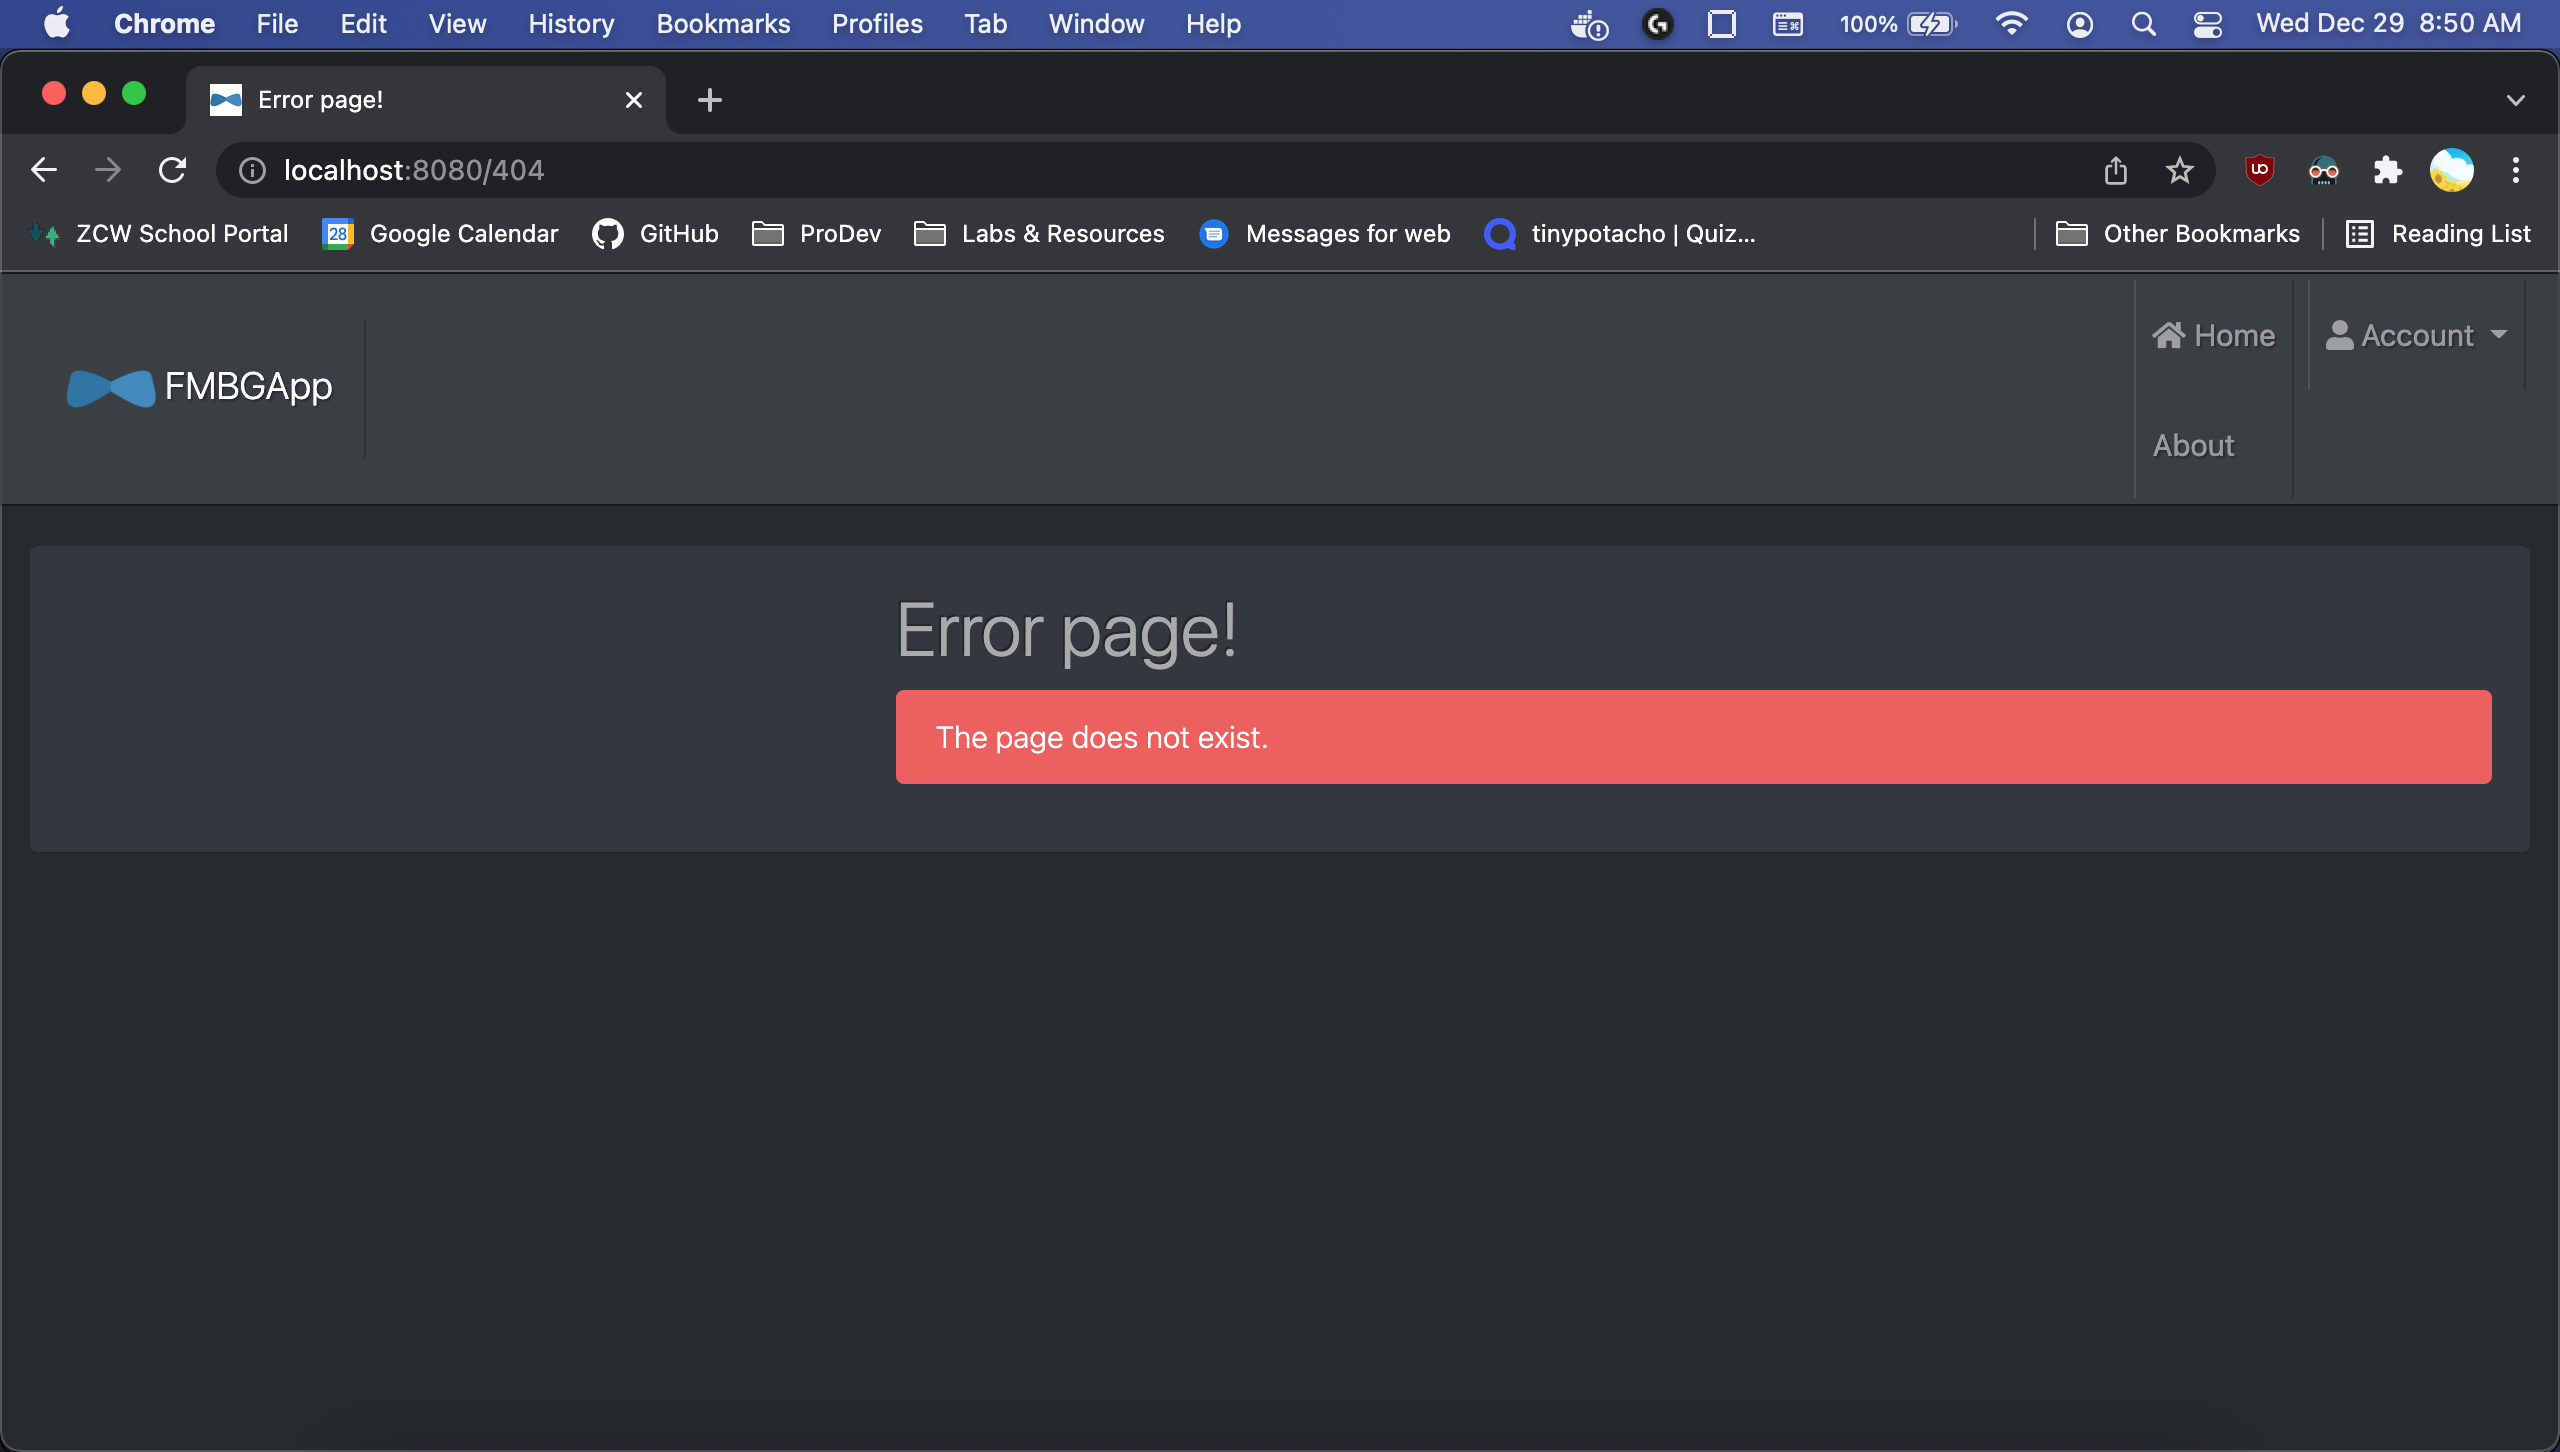 Chrome File Edit View History Bookmarks Profiles Tab Window Help 100% Wed Dec 29 8:50 AM
Error page!
localhost:8080/404
ZCW School Portal 28 Google Calendar GitHub ProDev Labs & Resources Messages for web tinypotacho | Quiz... Other Bookmarks Reading List
Home Account
FMBGApp
About
Error page!
The page does not exist.